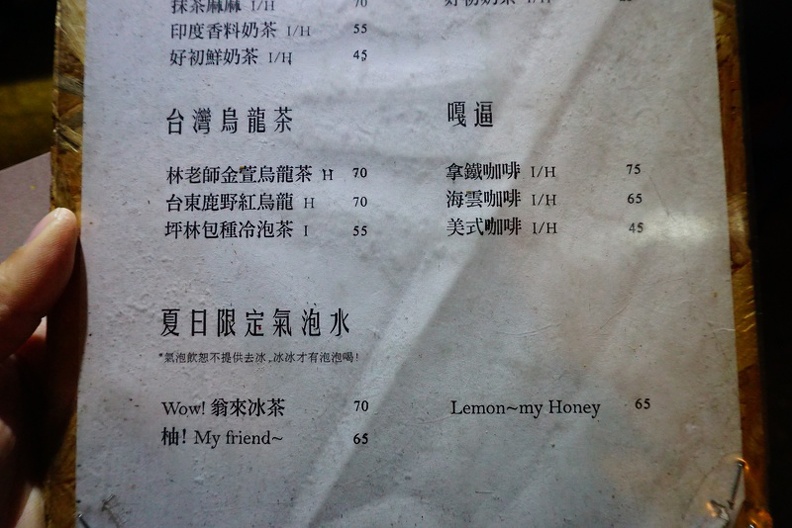 抹茶麻麻 I/H 70
印度香料奶茶 I/H 55
好初鮮奶茶 I/H 45
台灣烏龍茶
林老師金萱烏龍茶 H 70
台東鹿野紅烏龍 H 70
坪林包種冷泡茶 I 55
嘎逼
拿鐵咖啡 I/H 75
海雲咖啡 I/H 65
美式咖啡 I/H 45
夏日限定氣泡水
*氣泡飲恕不提供去冰,冰冰才有泡泡喝!
Wow! 翁來冰茶 70
柚! My friend~ 65
Lemon~my Honey 65